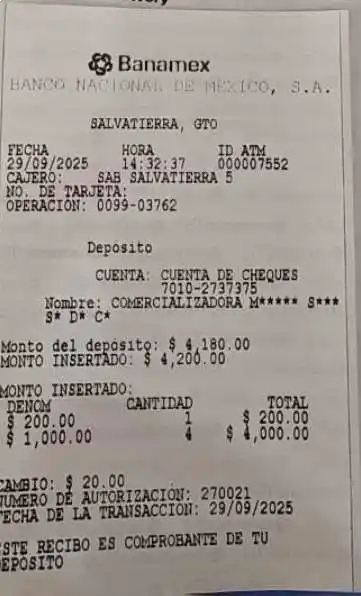 Banamex
BANCO NACIONAL DE MEXICO, S.A.
SALVATIERRA, GTO
FECHA HORA ID ATM
29/09/2025 14:32:37 000007552
CAJERO: SAB SALVATIERRA 5
NO. DE TARJETA:
OPERACIÓN: 0099-03762
Depósito
CUENTA: CUENTA DE CHEQUES
7010-2737375
Nombre: COMERCIALIZADORA M***** S***
S* D* C*
Monto del depósito: $ 4,180.00
MONTO INSERTADO: $ 4,200.00
MONTO INSERTADO:
DENOM CANTIDAD TOTAL
$ 200.00 1 $ 200.00
$ 1,000.00 4 $ 4,000.00
CAMBIO: $ 20.00
NUMERO DE AUTORIZACIÓN: 270021
FECHA DE LA TRANSACCIÓN: 29/09/2025
ESTE RECIBO ES COMPROBANTE DE TU
DEPÓSITO